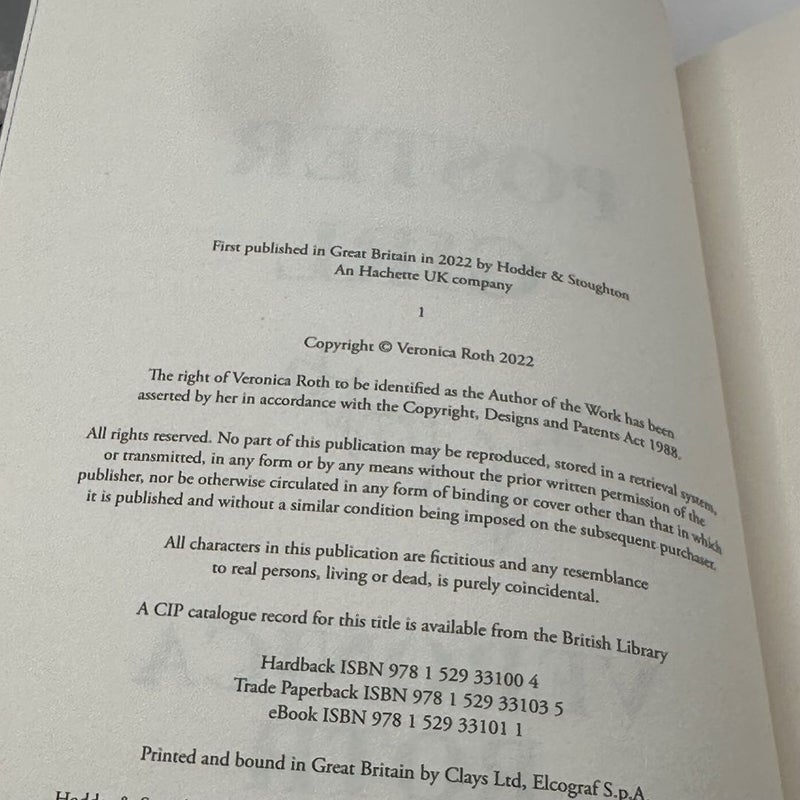 First published in Great Britain in 2022 by Hodder & Stoughton
An Hachette UK company
1
Copyright © Veronica Roth 2022
The right of Veronica Roth to be identified as the Author of the Work has been
asserted by her in accordance with the Copyright, Designs and Patents Act 1988.
All rights reserved. No part of this publication may be reproduced, stored in a retrieval system,
or transmitted, in any form or by any means without the prior written permission of the
publisher, nor be otherwise circulated in any form of binding or cover other than that in which
it is published and without a similar condition being imposed on the subsequent purchaser.
All characters in this publication are fictitious and any resemblance
to real persons, living or dead, is purely coincidental.
A CIP catalogue record for this title is available from the British Library
Hardback ISBN 978 1 529 33100 4
Trade Paperback ISBN 978 1 529 33103 5
eBook ISBN 978 1 529 33101 1
Printed and bound in Great Britain by Clays Ltd, Elcograf S.p.A.
Hodder &